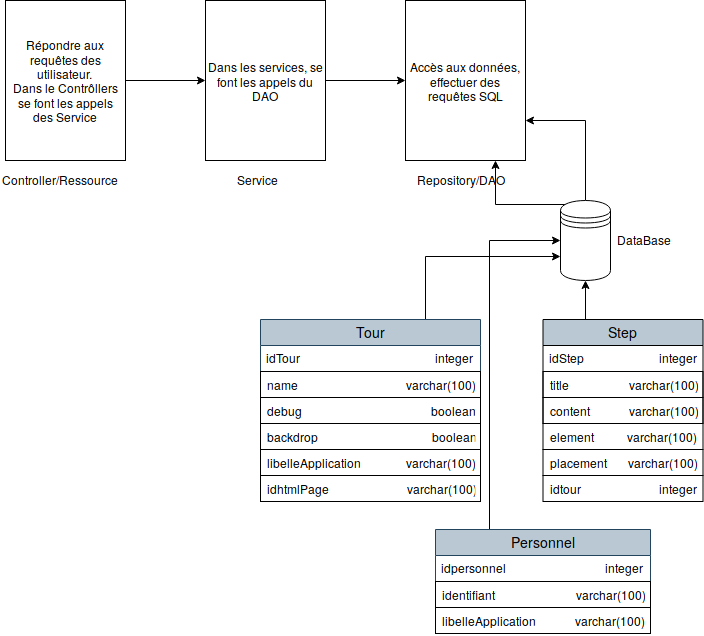 Répondre aux
requêtes des
utilisateur.
Dans le Contrôllers
se font les appels
des Service
Dans les services, se
font les appels du
DAO
Accès aux données,
effectuer des
requêtes SQL
Controller/Ressource
Service
Repository/DAO
DataBase
Tour
idTour integer
name varchar(100)
debug boolean
backdrop boolean
libelleApplication varchar(100)
idhtmlPage varchar(100)
Step
idStep integer
title varchar(100)
content varchar(100)
element varchar(100)
placement varchar(100)
idtour integer
Personnel
idpersonnel integer
identifiant varchar(100)
libelleApplication varchar(100)